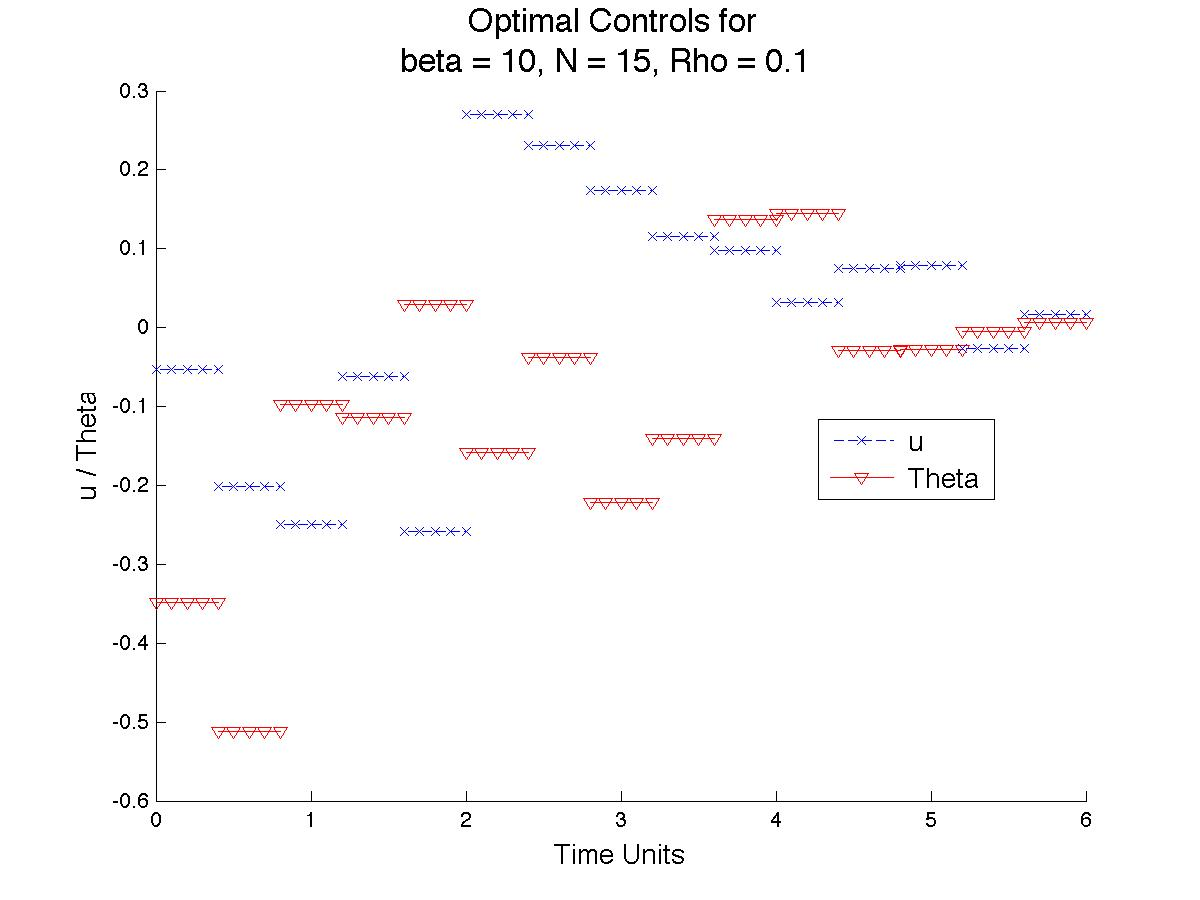 Optimal Controls for
beta = 10, N = 15, Rho = 0.1
0.3
0.2
0.1
0
-0.1
-0.2
-0.3
-0.4
-0.5
-0.6
u / Theta
u
Theta
0 1 2 3 4 5 6
Time Units